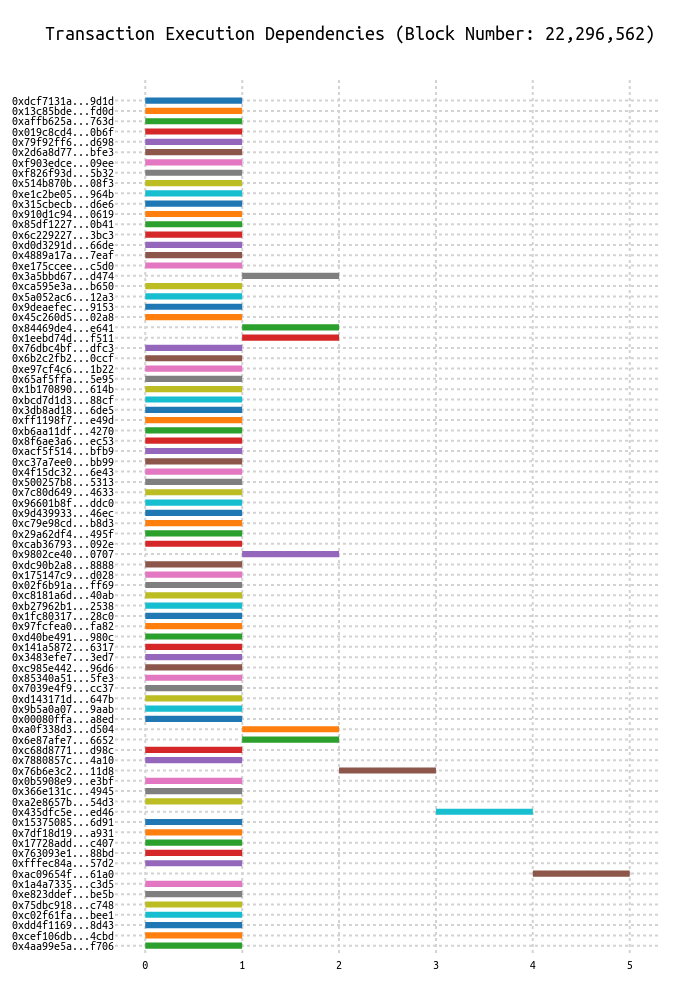 Transaction Execution Dependencies (Block Number: 22,296,562)
0xdcf7131a...9d1d
0x13c85bde...fd0d
0xaffb625a...763d
0x019c8cd4...0b6f
0x79f92ff6...d698
0x2d6a8d77...bfe3
0xf903edce...09ee
0xf826f93d...5b32
0x514b870b...08f3
0xe1c2be05...964b
0x315cbecb...d6e6
0x910d1c94...0619
0x85df1227...0b41
0x6c229227...3bc3
0xd0d3291d...66de
0x4889a17a...7eaf
0xe175ccee...c5d0
0x3a5bbd67...d474
0xca595e3a...b650
0x5a052ac6...12a3
0x9deaefec...9153
0x45c260d5...02a8
0x84469de4...e641
0x1eebd74d...f511
0x76dbc4bf...dfc3
0x6b2c2fb2...0ccf
0xe97cf4c6...1b22
0x65af5ffa...5e95
0x1b170890...614b
0xbcd7d1d3...88cf
0x3db8ad18...6de5
0xff1198f7...e49d
0xb6aa11df...4270
0x8f6ae3a6...ec53
0xacf5f514...bfb9
0xc37a7ee0...bb99
0x4f15dc32...6e43
0x500257b8...5313
0x7c80d649...4633
0x96601b8f...ddc0
0x9d439933...46ec
0xc79e98cd...b8d3
0x29a62df4...495f
0xcab36793...092e
0x9802ce40...0707
0xdc90b2a8...8888
0x175147c9...d028
0x02f6b91a...ff69
0xc8181a6d...40ab
0xb27962b1...2538
0x1fc80317...28c0
0x97fcfea0...fa82
0xd40be491...980c
0x141a5872...6317
0x3483efe7...3ed7
0xc985e442...96d6
0x85340a51...5fe3
0x7039e4f9...cc37
0xd143171d...647b
0x9b5a0a07...9aab
0x00080ffa...a8ed
0xa0f338d3...d504
0x6e87afe7...6652
0xc68d8771...d98c
0x7880857c...4a10
0x76b6e3c2...11d8
0x0b5908e9...e3bf
0x366e131c...4945
0xa2e8657b...54d3
0x435dfc5e...ed46
0x15375085...6d91
0x7df18d19...a931
0x17728add...c407
0x763093e1...88bd
0xfffec84a...57d2
0xac09654f...61a0
0x1a4a7335...c3d5
0xe823ddef...be5b
0x75dbc918...c748
0xc02f61fa...bee1
0xdd4f1169...8d43
0xcef106db...4cbd
0x4aa99e5a...f706
0 1 2 3 4 5